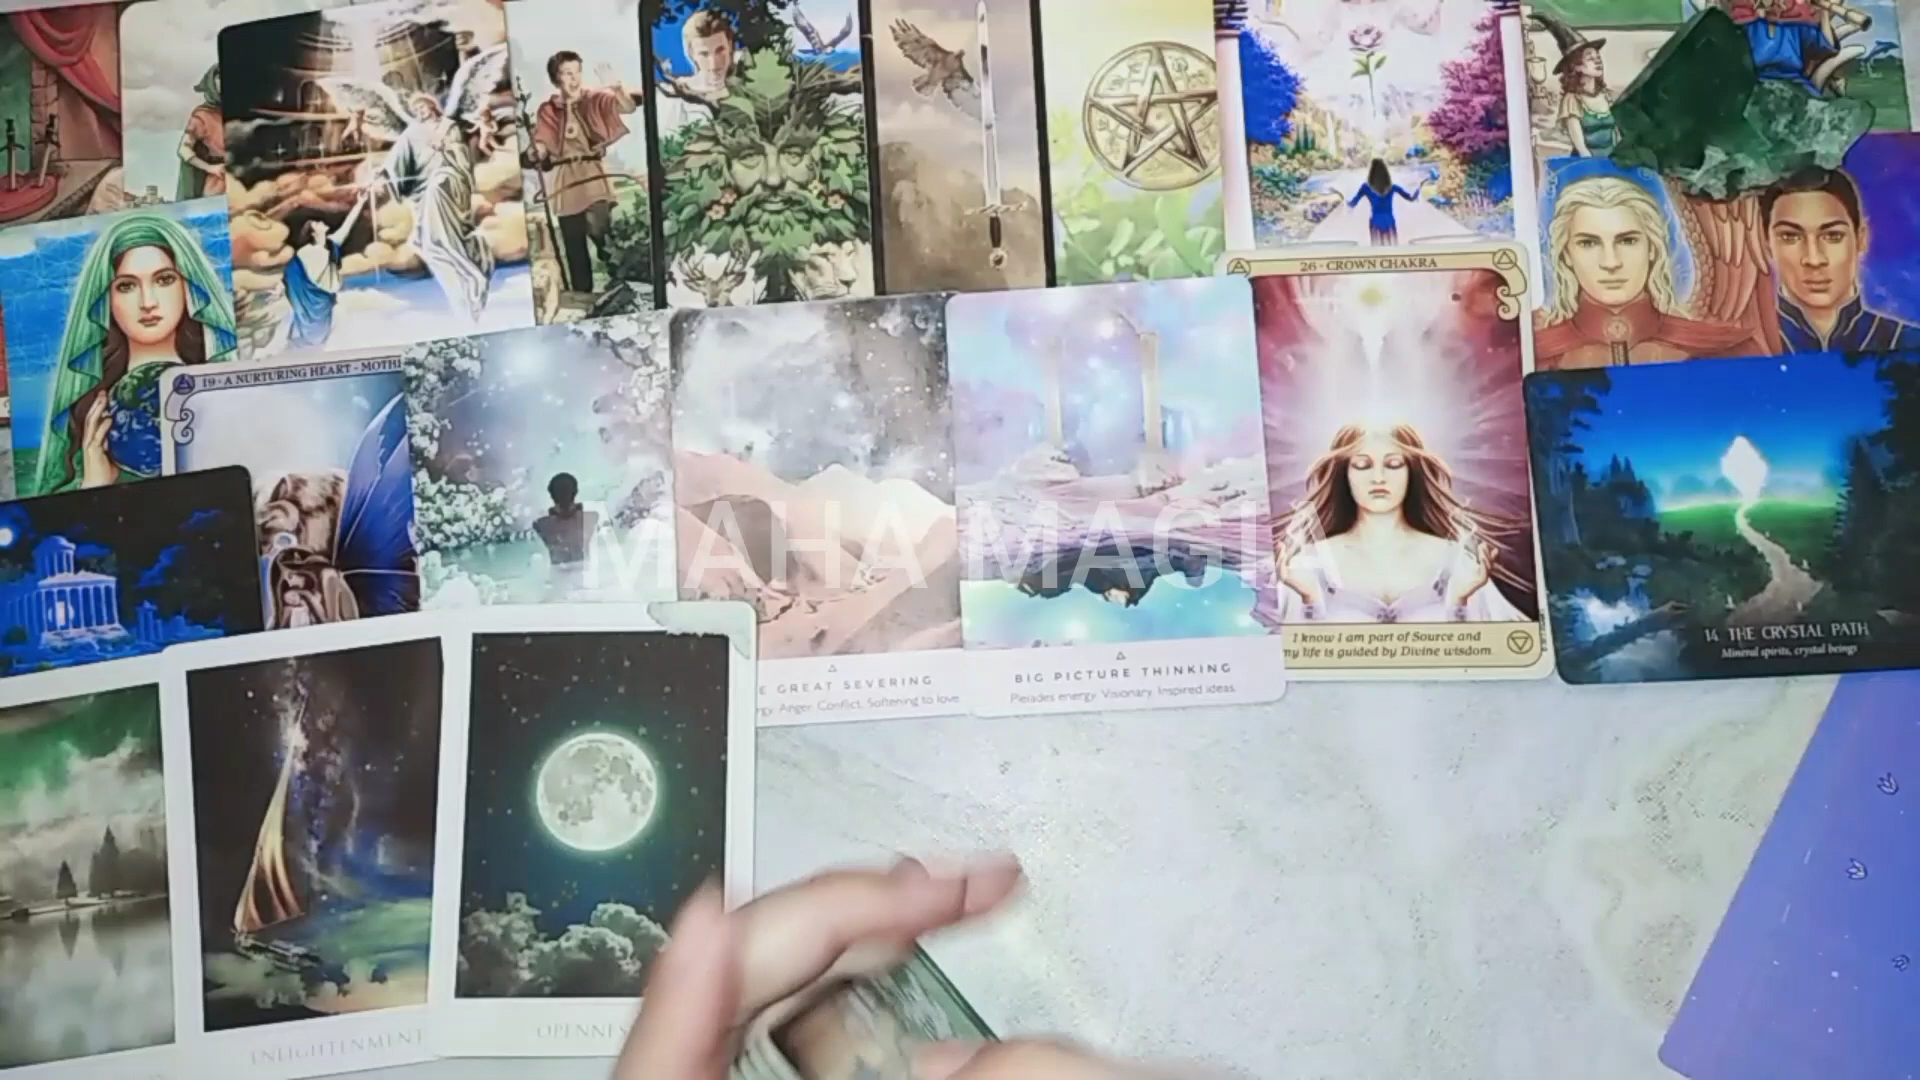 26 · CROWN CHAKRA
19 · A NURTURING HEART - MOTH
MAHA MAGIA
I know I am part of Source and
my life is guided by Divine wisdom.
14 THE CRYSTAL PATH
Mineral spirits, crystal beings
E GREAT SEVERING
gy. Anger. Conflict. Softening to love
BIG PICTURE THINKING
Pleiades energy. Visionary. Inspired ideas.
ENLIGHTENMENT
OPENNES